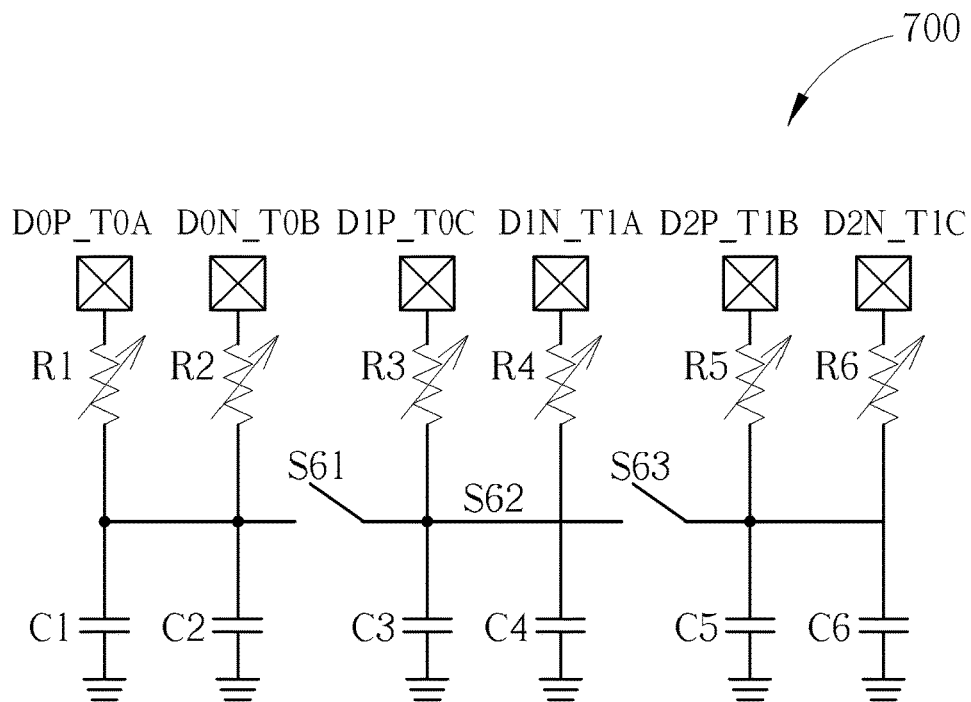 700
D0P_T0A D0N_T0B D1P_T0C D1N_T1A D2P_T1B D2N_T1C
R1 R2 R3 R4 R5 R6
S61 S62 S63
C1 C2 C3 C4 C5 C6